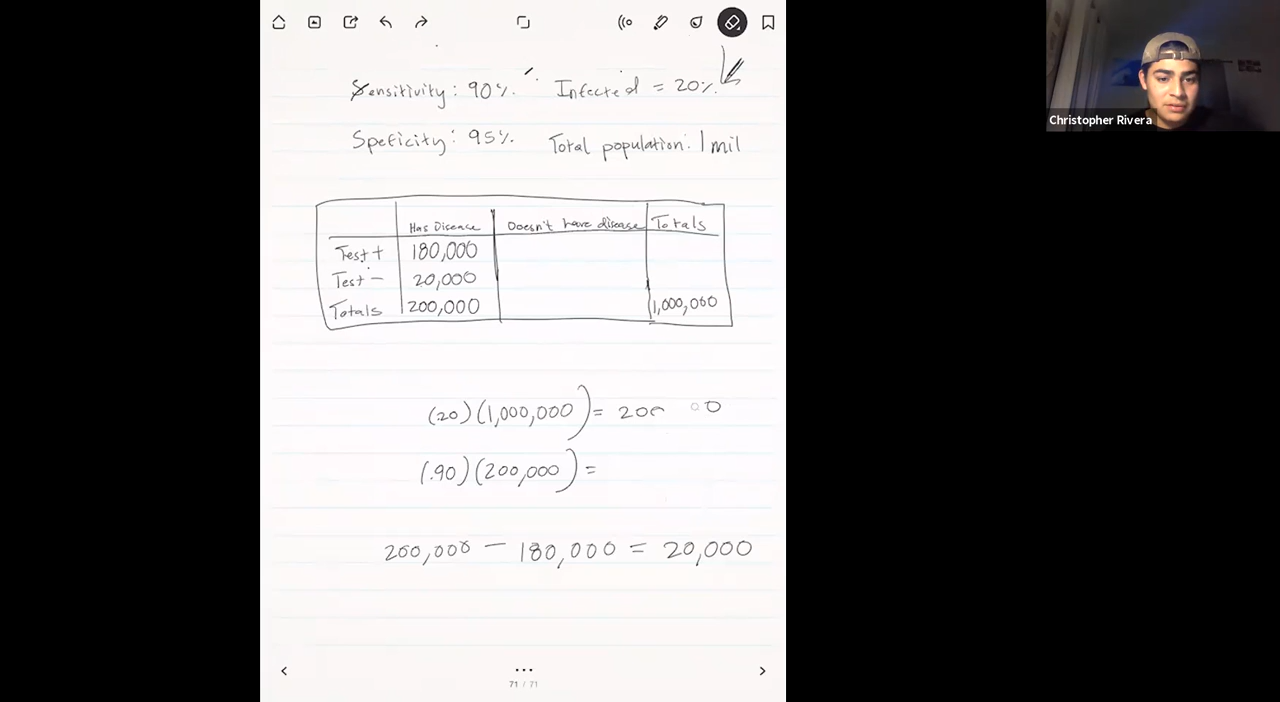 Sensitivity: 90%. Infected = 20%.
Christopher Rivera
Speficity: 95%. Total population: 1 mil
Has Disease Doesn't have disease Totals
Test + 180,000
Test - 20,000
Totals 200,000 1,000,000
(20)(1,000,000) = 200 00
(.90)(200,000) =
200,000 - 180,000 = 20,000
71 / 71